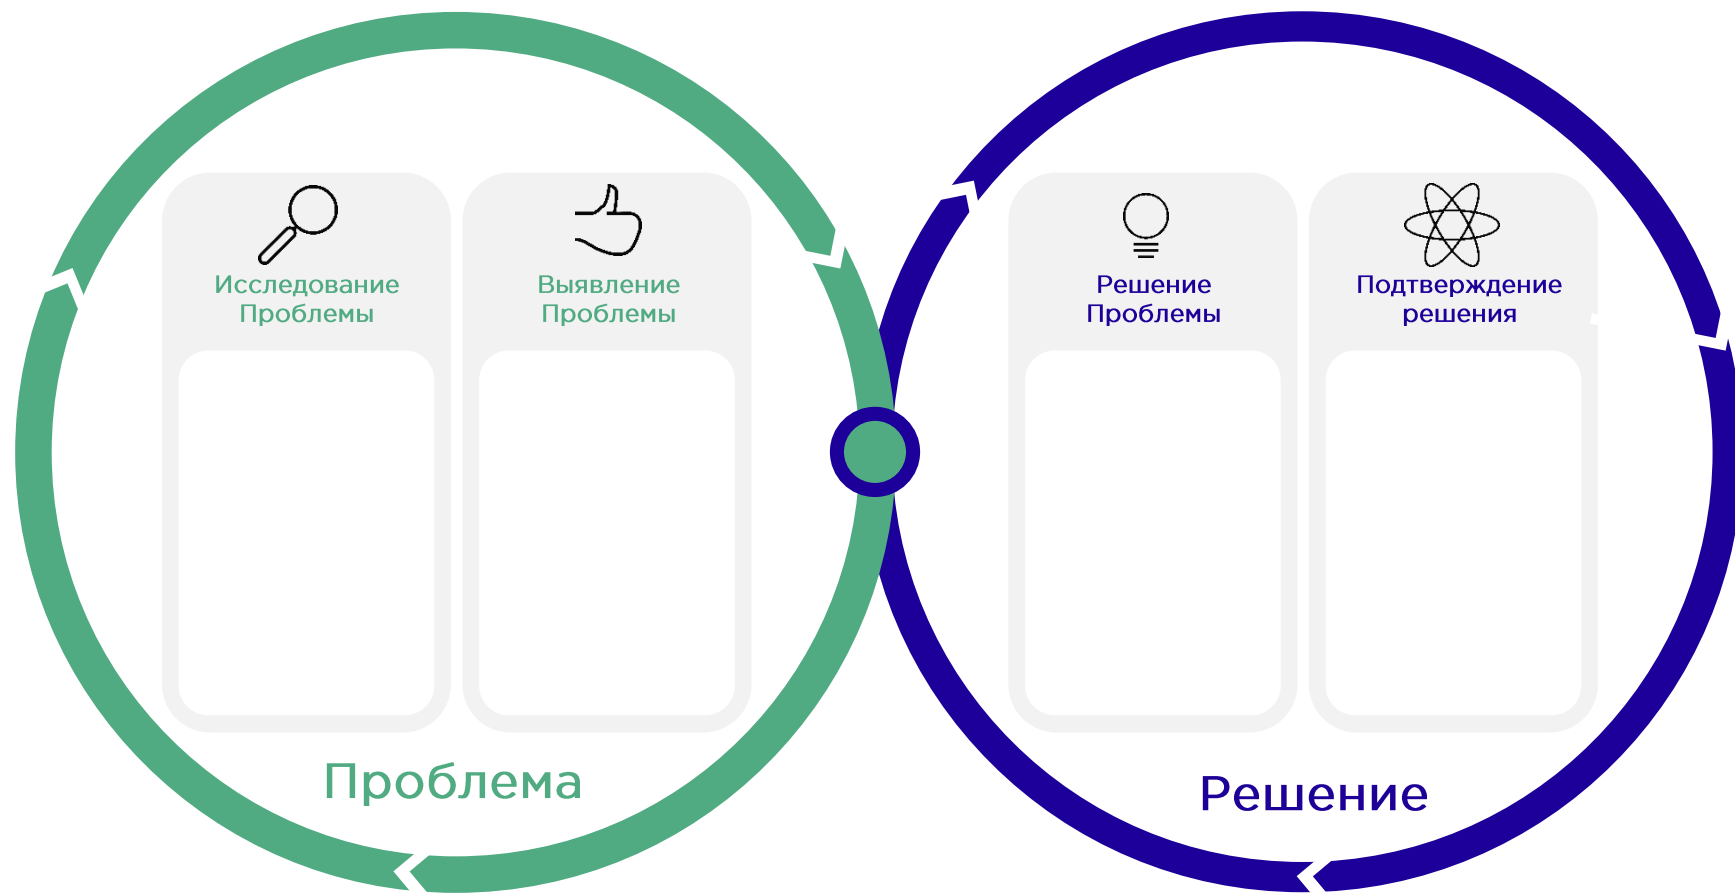 Исследование
Проблемы
Выявление
Проблемы
Решение
Проблемы
Подтверждение
решения
Проблема
Решение